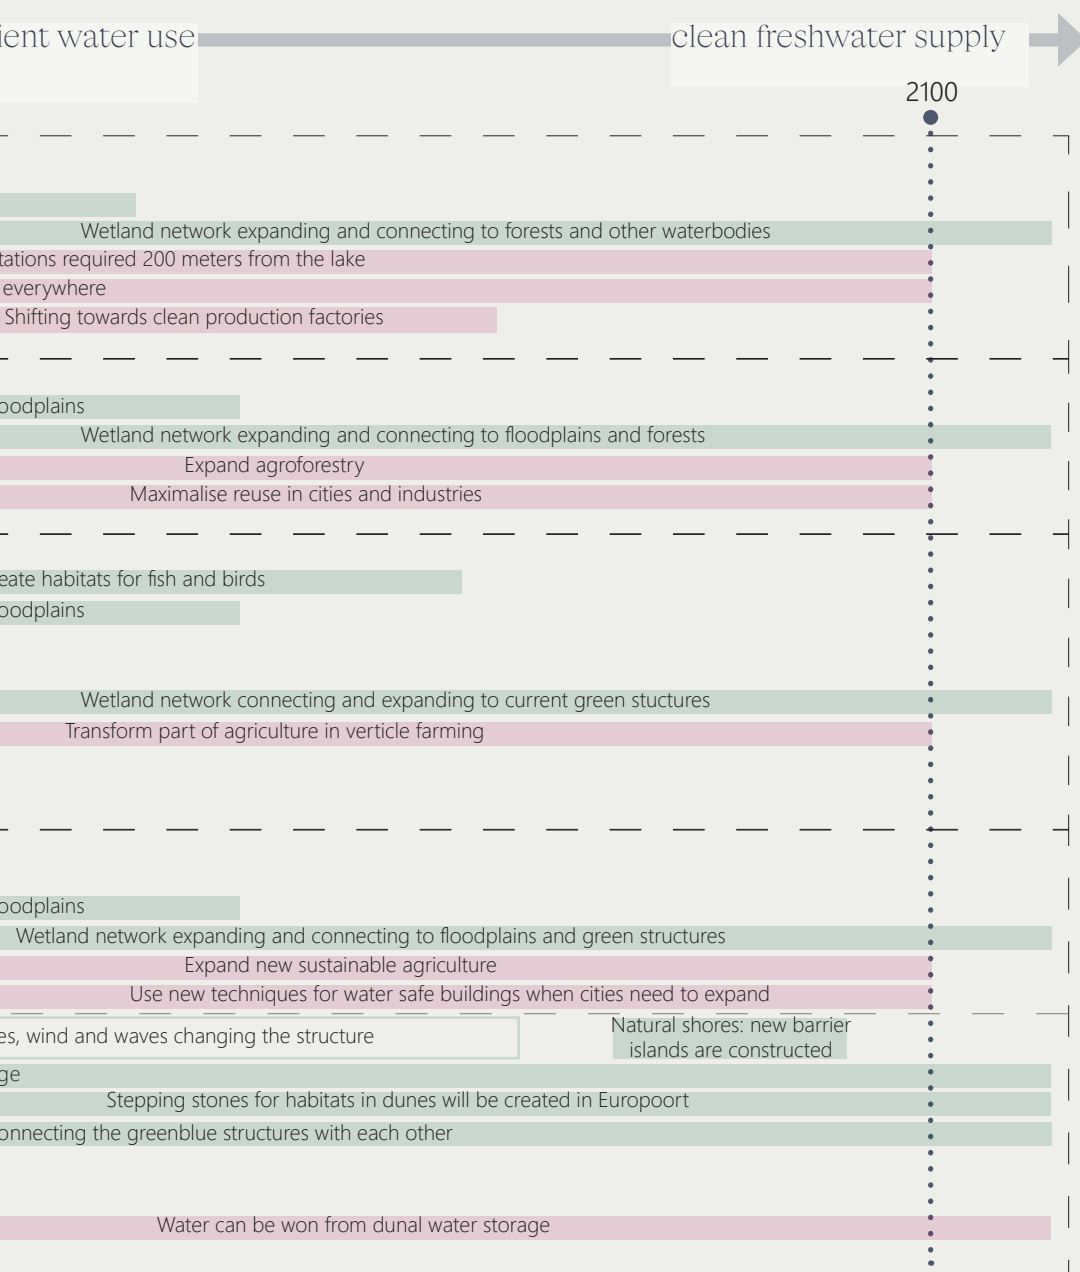 ient water use
clean freshwater supply
2100
Wetland network expanding and connecting to forests and other waterbodies
tations required 200 meters from the lake
everywhere
Shifting towards clean production factories
oodplains
Wetland network expanding and connecting to floodplains and forests
Expand agroforestry
Maximalise reuse in cities and industries
eate habitats for fish and birds
oodplains
Wetland network connecting and expanding to current green stuctures
Transform part of agriculture in verticle farming
oodplains
Wetland network expanding and connecting to floodplains and green structures
Expand new sustainable agriculture
Use new techniques for water safe buildings when cities need to expand
es, wind and waves changing the structure
Natural shores: new barrier
islands are constructed
ge
Stepping stones for habitats in dunes will be created in Europoort
onnecting the greenblue structures with each other
Water can be won from dunal water storage